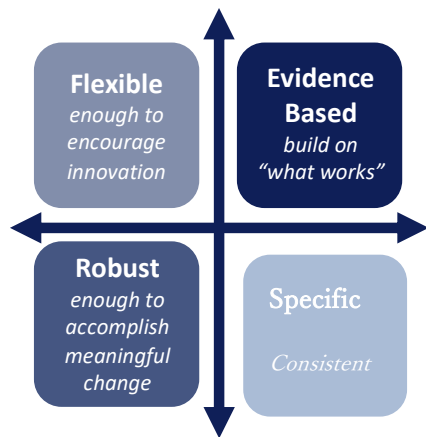 Flexible
enough to
encourage
innovation
Evidence
Based
build on
“what works”
Robust
enough to
accomplish
meaningful
change
Specific
Consistent